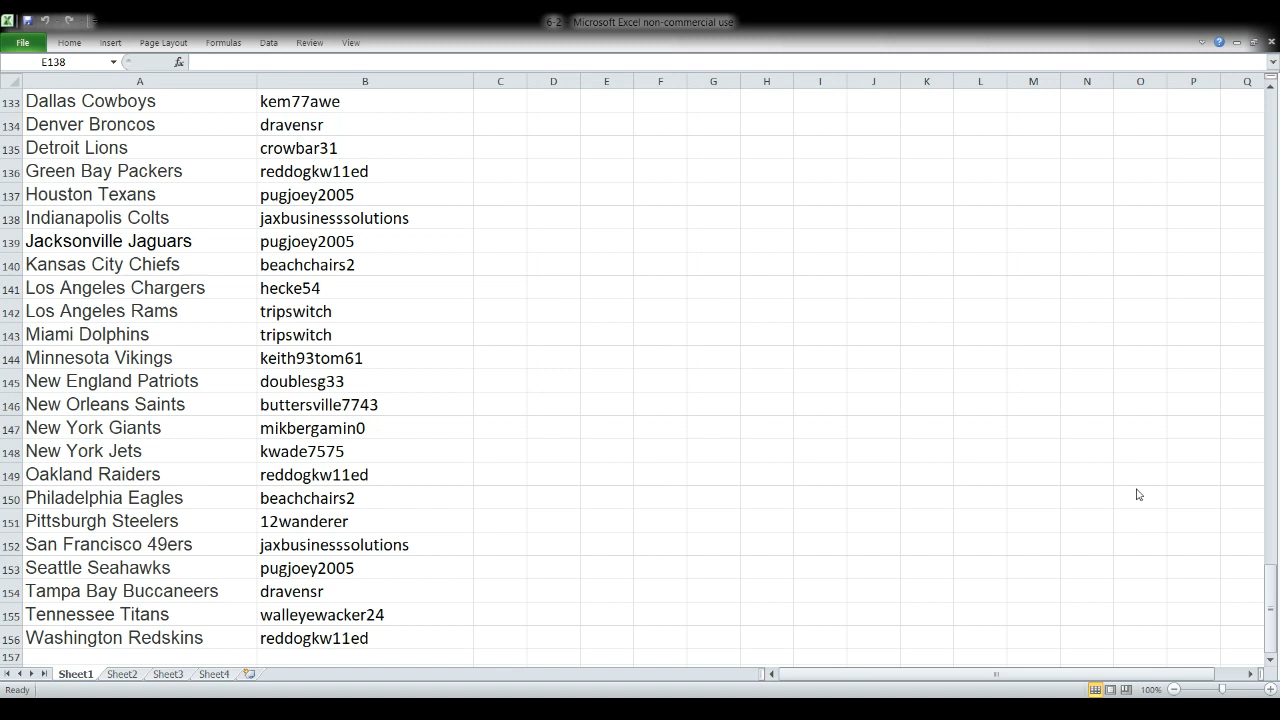 6-2 - Microsoft Excel non-commercial use
File Home Insert Page Layout Formulas Data Review View
E138 fx
A B C D E F G H I J K L M N O P Q
133 Dallas Cowboys kem77awe
134 Denver Broncos dravensr
135 Detroit Lions crowbar31
136 Green Bay Packers reddogkw11ed
137 Houston Texans pugjoey2005
138 Indianapolis Colts jaxbusinesssolutions
139 Jacksonville Jaguars pugjoey2005
140 Kansas City Chiefs beachchairs2
141 Los Angeles Chargers hecke54
142 Los Angeles Rams tripswitch
143 Miami Dolphins tripswitch
144 Minnesota Vikings keith93tom61
145 New England Patriots doublesg33
146 New Orleans Saints buttersville7743
147 New York Giants mikbergamin0
148 New York Jets kwade7575
149 Oakland Raiders reddogkw11ed
150 Philadelphia Eagles beachchairs2
151 Pittsburgh Steelers 12wanderer
152 San Francisco 49ers jaxbusinesssolutions
153 Seattle Seahawks pugjoey2005
154 Tampa Bay Buccaneers dravensr
155 Tennessee Titans walleyewacker24
156 Washington Redskins reddogkw11ed
157
Sheet1 Sheet2 Sheet3 Sheet4
Ready 100%